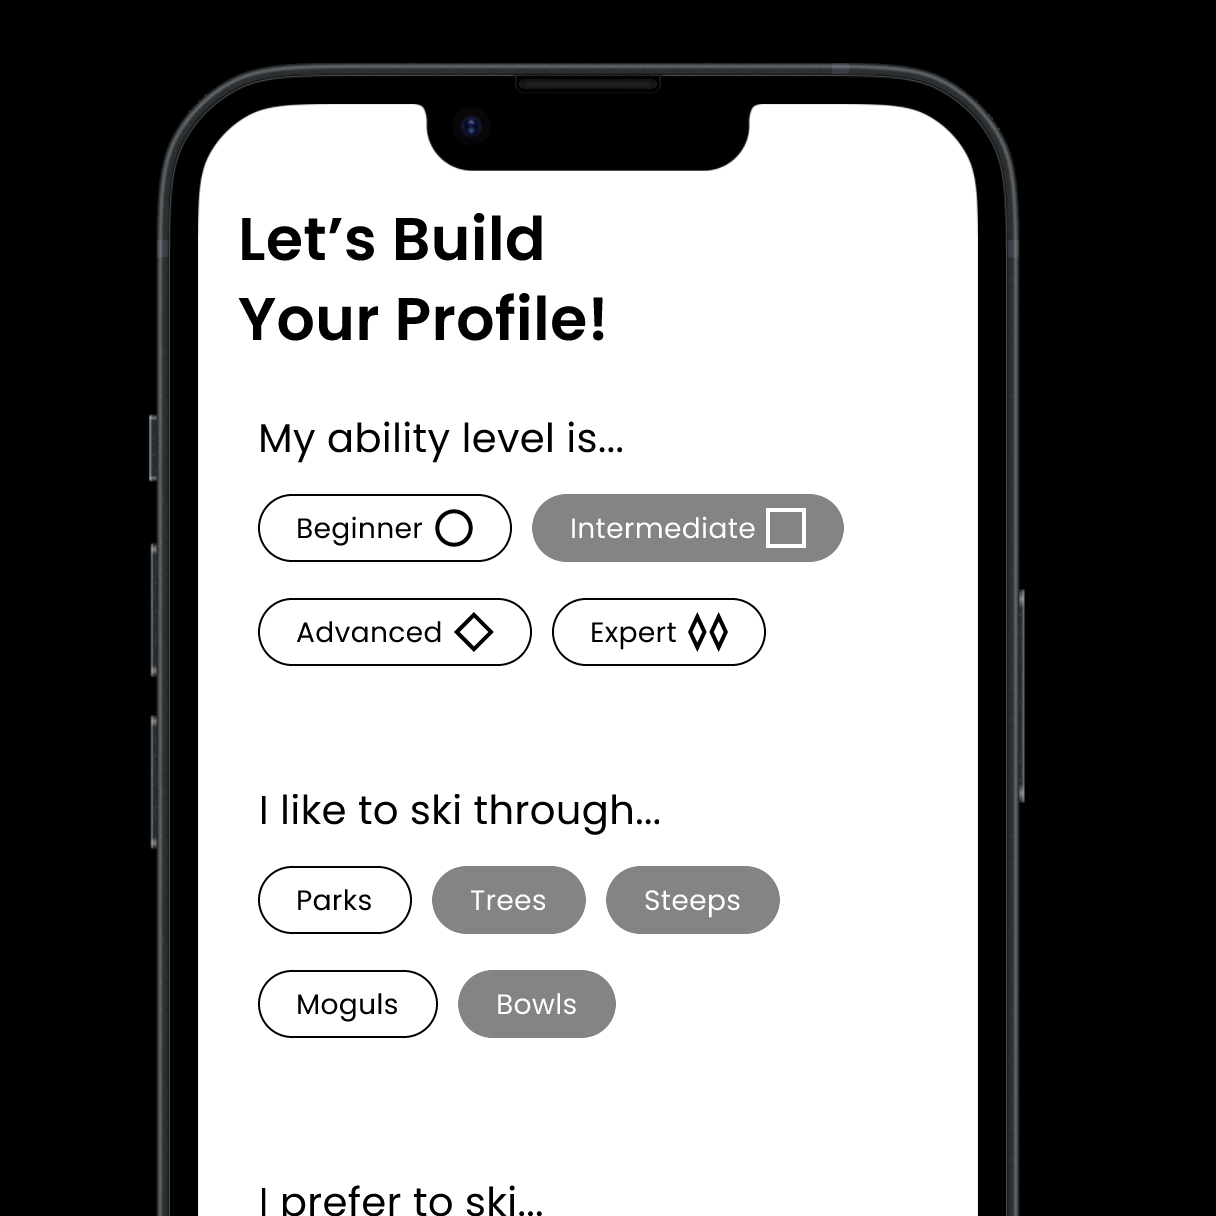 Let’s Build
Your Profile!
My ability level is...
Beginner Intermediate
Advanced Expert
I like to ski through...
Parks Trees Steeps
Moguls Bowls
I prefer to ski...